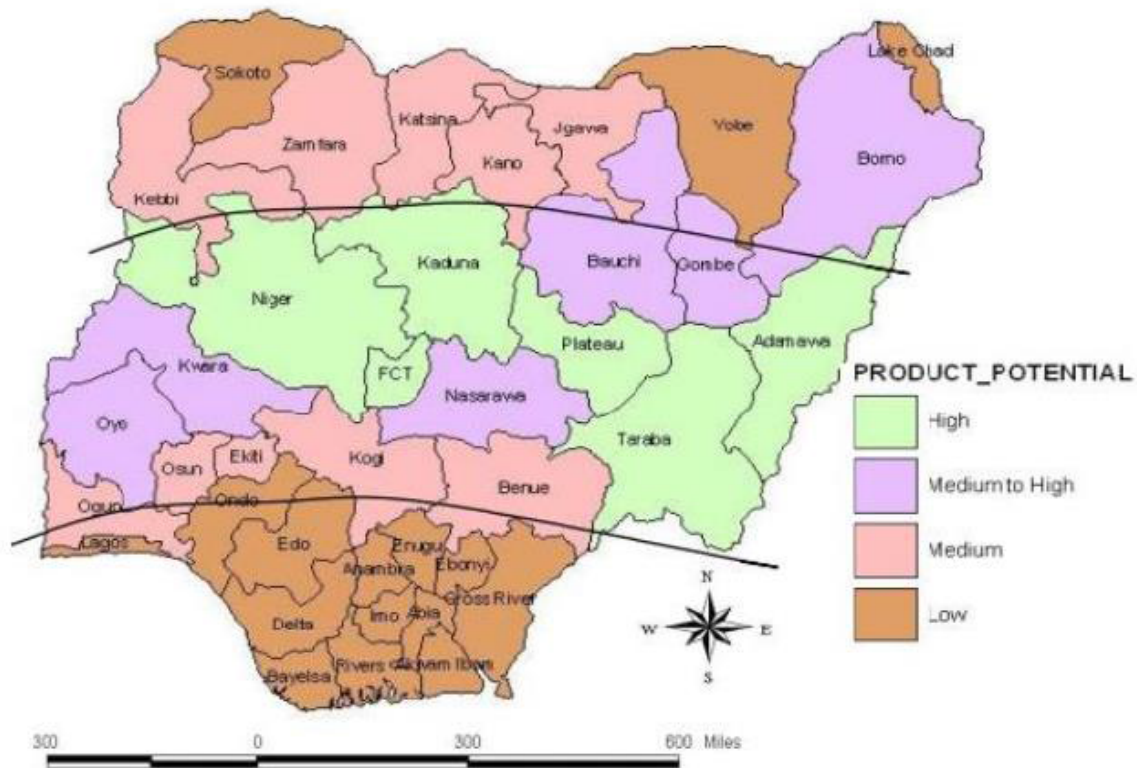 Lake Chad
Sokoto
Katsina
Jgawa
Yobe
Zamfara
Kano
Borno
Kebbi
Kaduna
Bauchi
Gombe
Niger
Plateau
Adamawa
FCT
Kwara
Nasarawa
Oyo
Taraba
Osun
Ekiti
Kogi
Benue
Ogun
Ondo
Lagos
Edo
Enugu
Anambra
Ebonyi
Cross River
Delta
Imo
Abia
Bayelsa
Rivers
Akwam Ibom
PRODUCT_POTENTIAL
High
Medium to High
Medium
Low
N
W
E
S
300
0
300
600 Miles